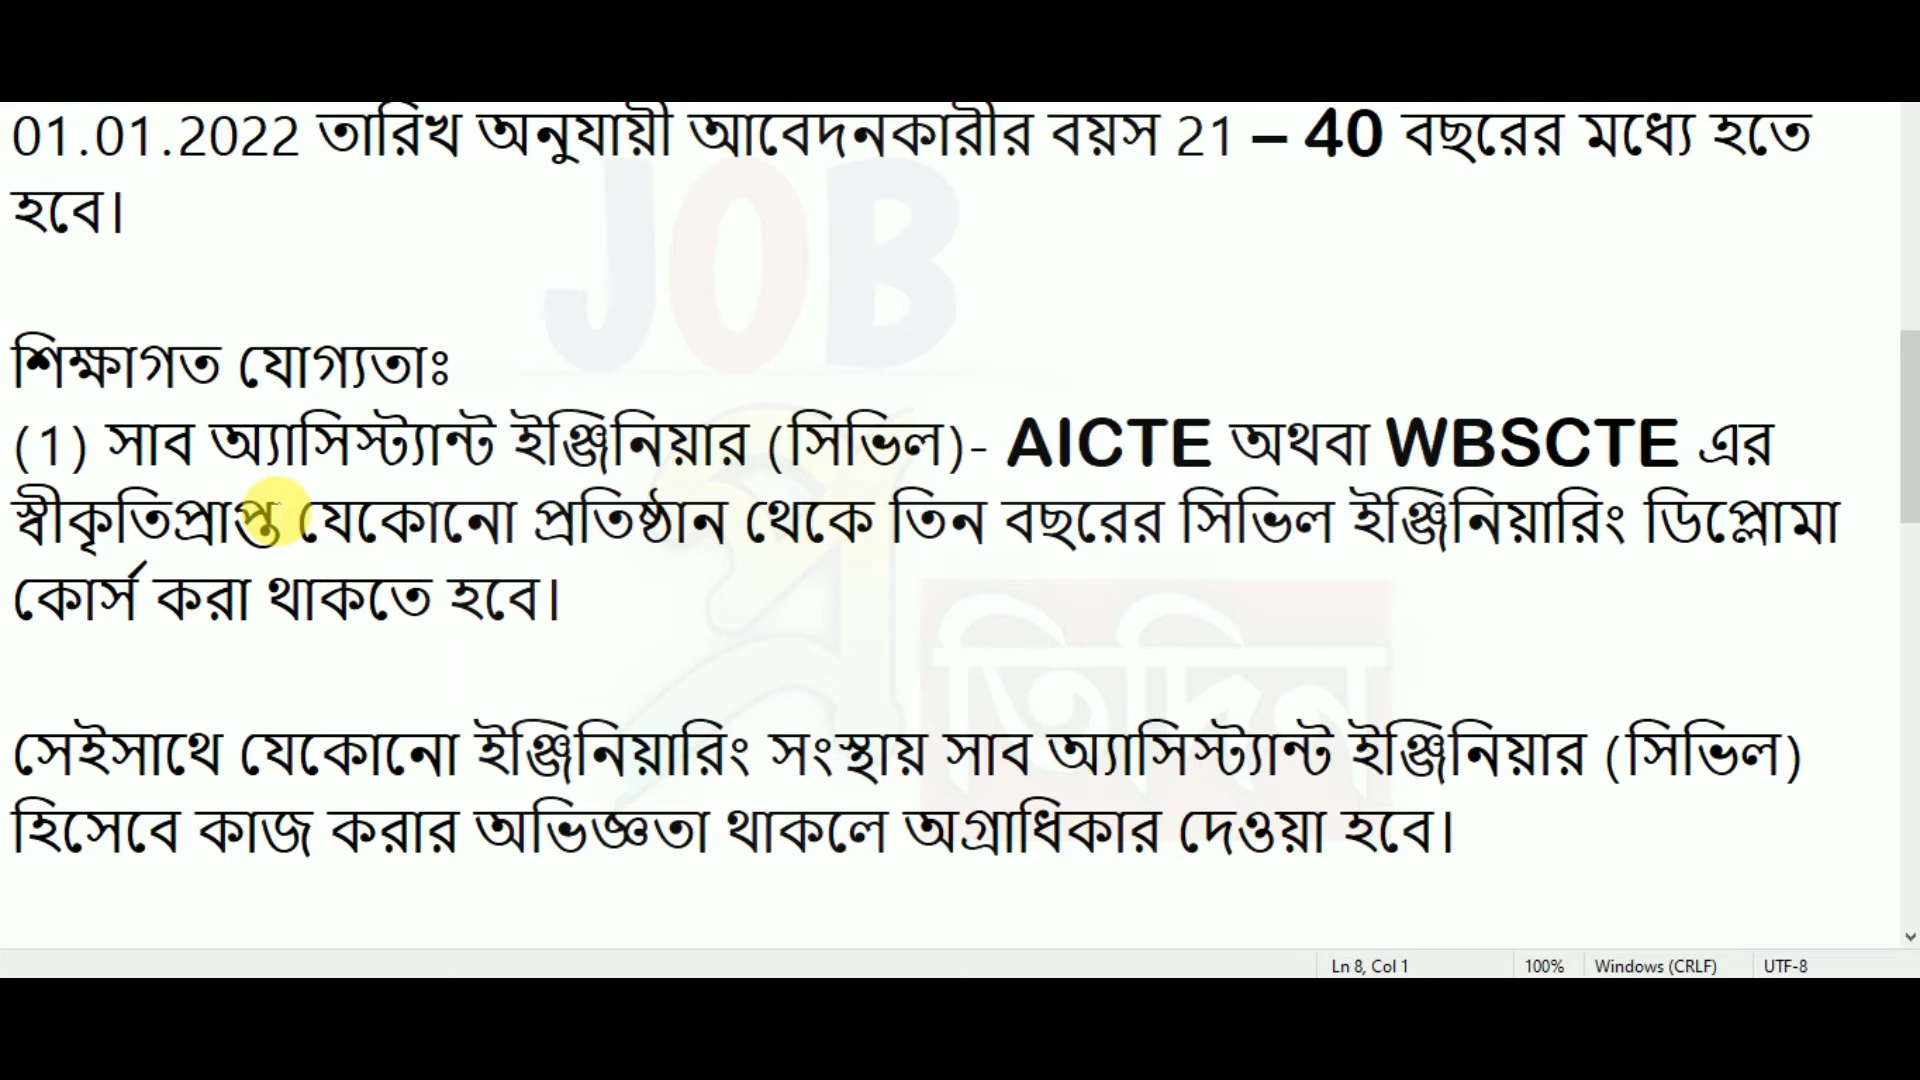 01.01.2022 তারিখ অনুযায়ী আবেদনকারীর বয়স 21 – 40 বছরের মধ্যে হতে
হবে।
JOB
শিক্ষাগত যোগ্যতাঃ
(1) সাব অ্যাসিস্ট্যান্ট ইঞ্জিনিয়ার (সিভিল)- AICTE অথবা WBSCTE এর
স্বীকৃতিপ্রাপ্ত যেকোনো প্রতিষ্ঠান থেকে তিন বছরের সিভিল ইঞ্জিনিয়ারিং ডিপ্লোমা
কোর্স করা থাকতে হবে।
প্রতিদিন
সেইসাথে যেকোনো ইঞ্জিনিয়ারিং সংস্থায় সাব অ্যাসিস্ট্যান্ট ইঞ্জিনিয়ার (সিভিল)
হিসেবে কাজ করার অভিজ্ঞতা থাকলে অগ্রাধিকার দেওয়া হবে।
Ln 8, Col 1 100% Windows (CRLF) UTF-8